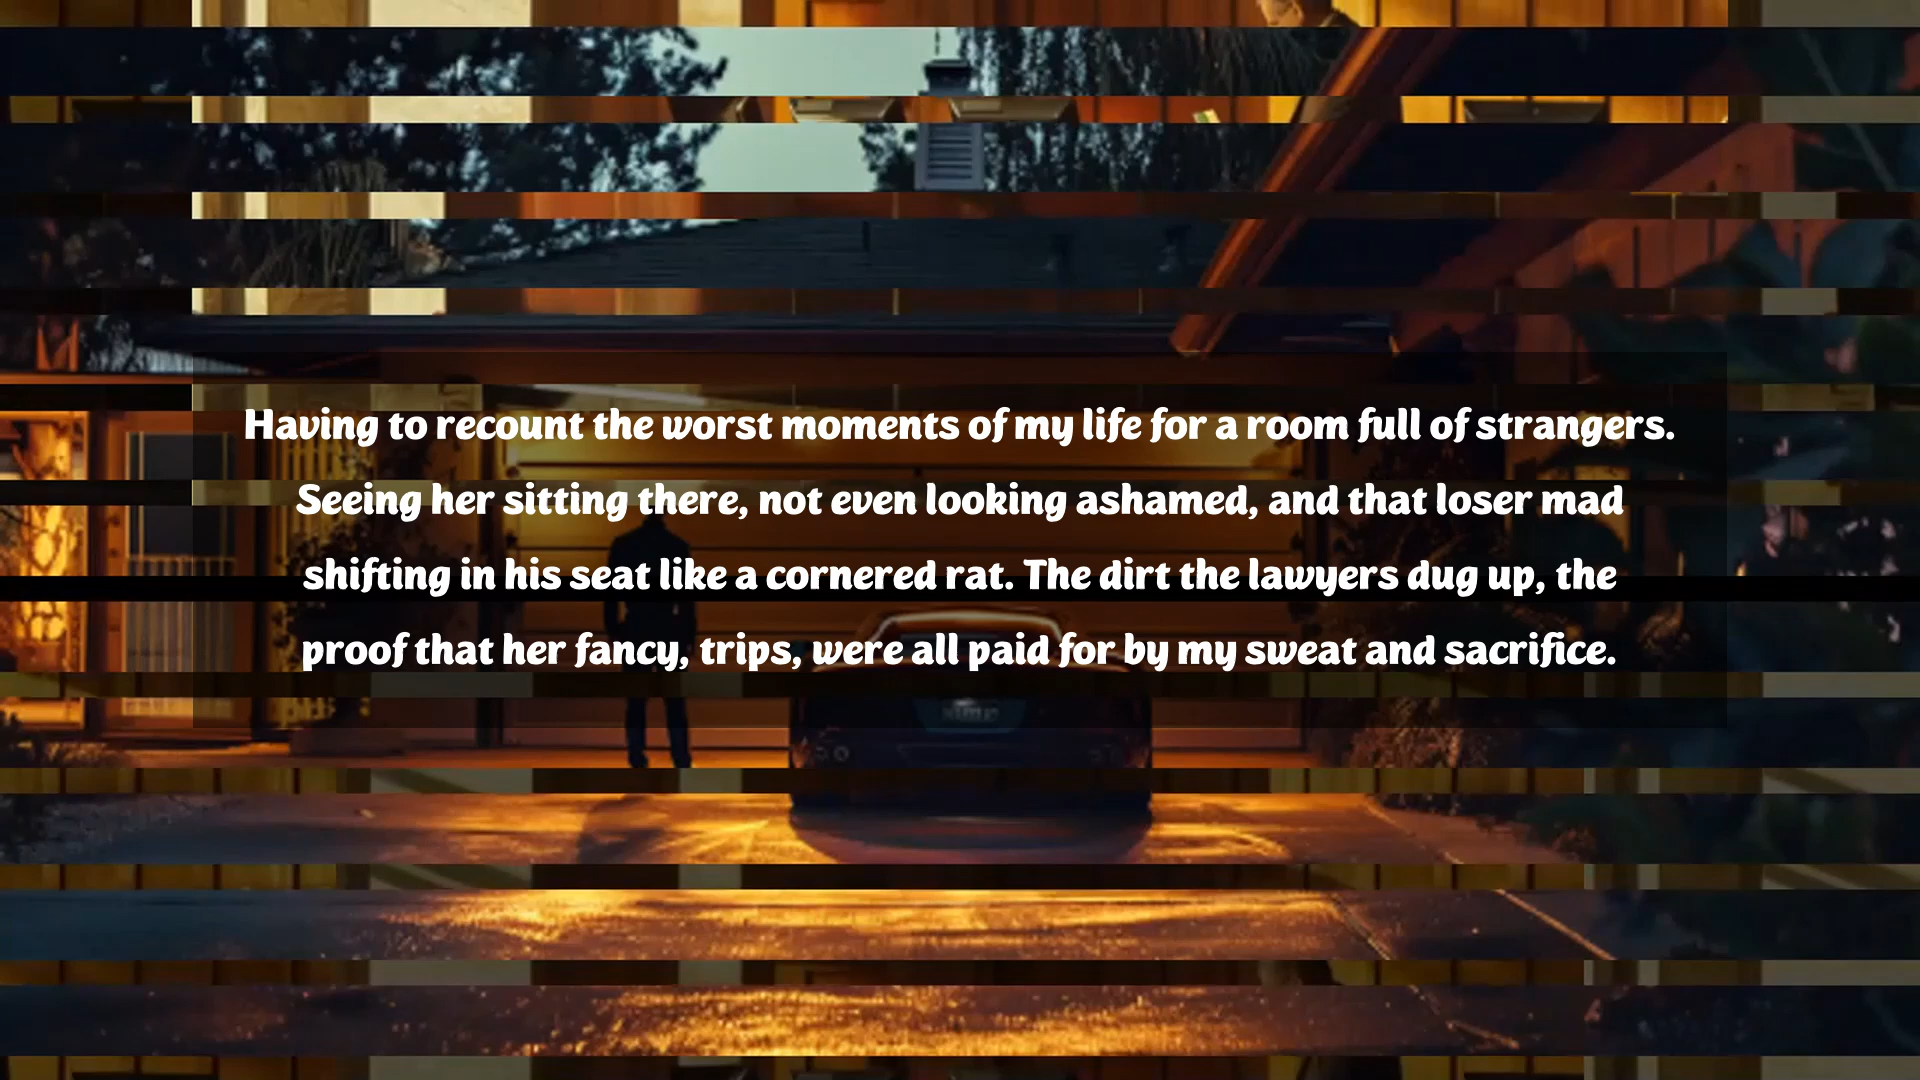 Having to recount the worst moments of my life for a room full of strangers.
Seeing her sitting there, not even looking ashamed, and that loser mad
shifting in his seat like a cornered rat. The dirt the lawyers dug up, the
proof that her fancy, trips, were all paid for by my sweat and sacrifice.